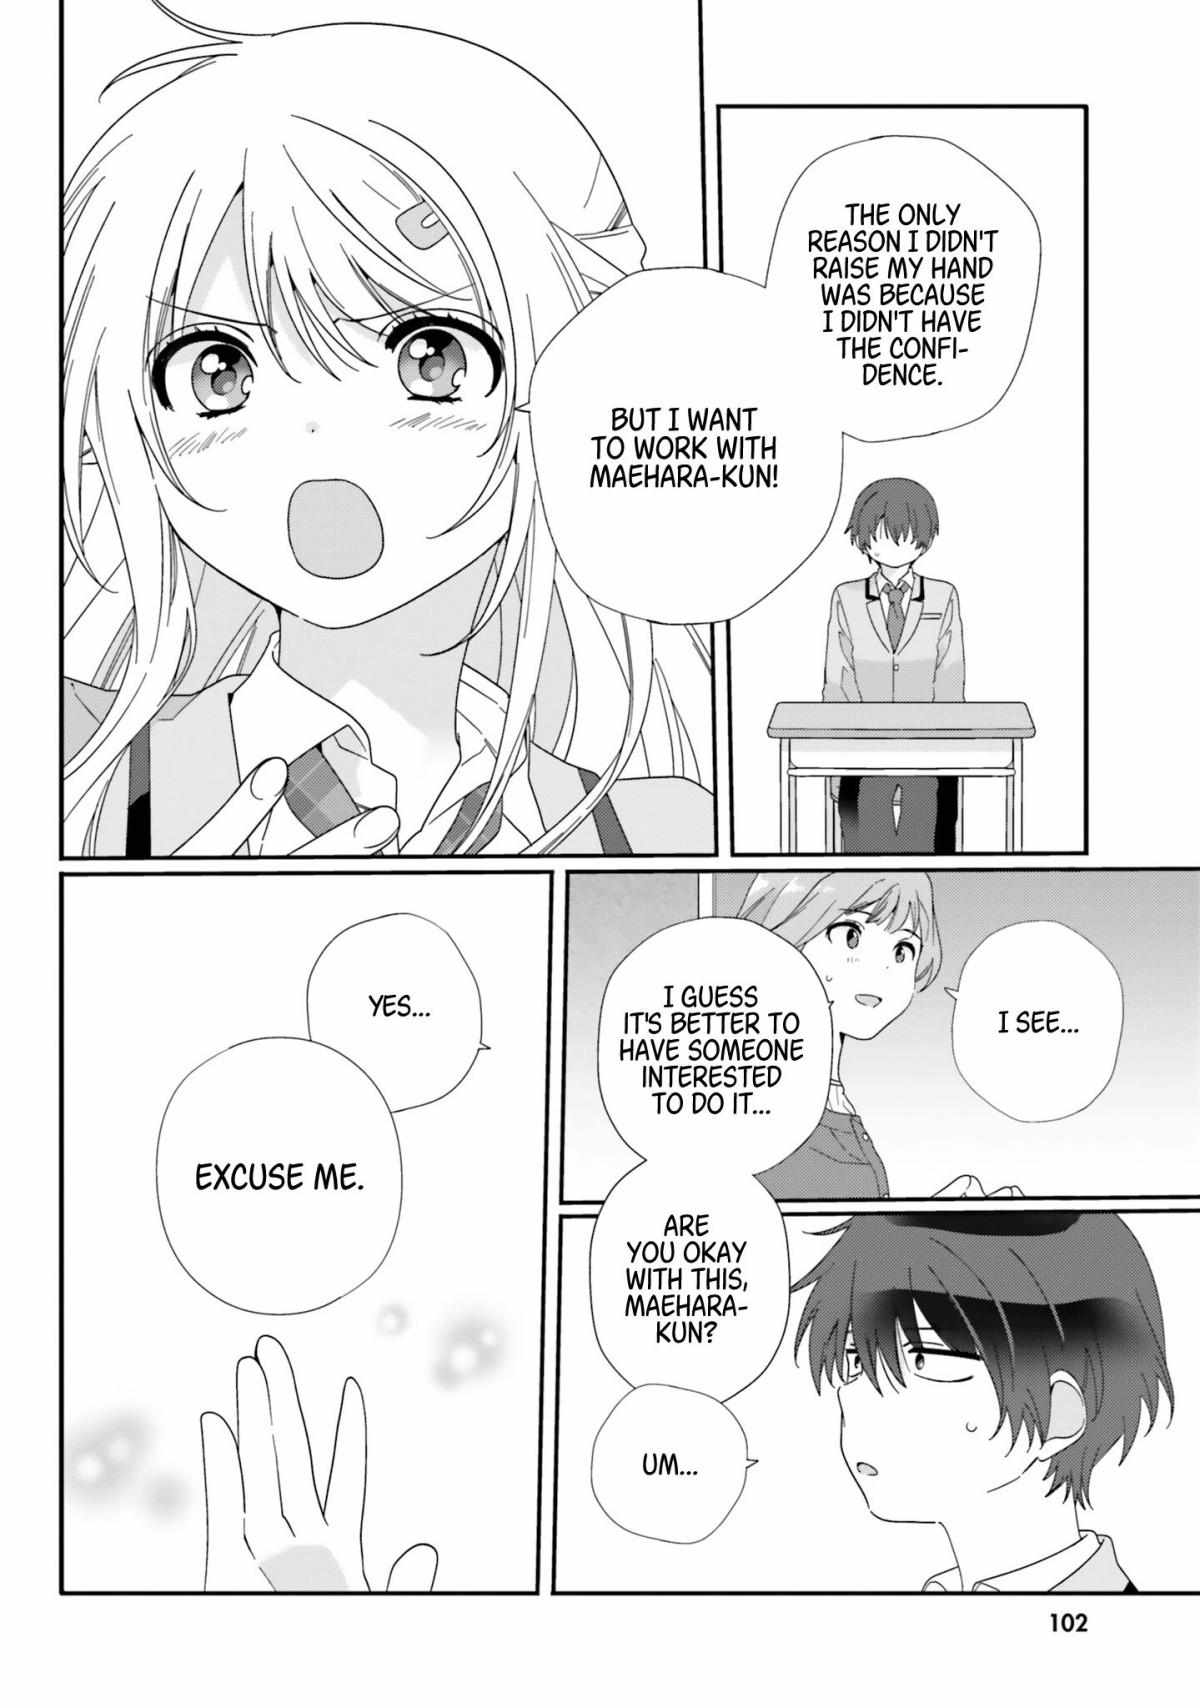 THE ONLY
REASON I DIDN'T
RAISE MY HAND
WAS BECAUSE
I DIDN'T HAVE
THE CONFI-
DENCE.
BUT I WANT
TO WORK WITH
MAEHARA-KUN!
I SEE...
I GUESS
IT'S BETTER TO
HAVE SOMEONE
INTERESTED
TO DO IT...
ARE
YOU OKAY
WITH THIS,
MAEHARA-
KUN?
UM...
YES...
EXCUSE ME.
102